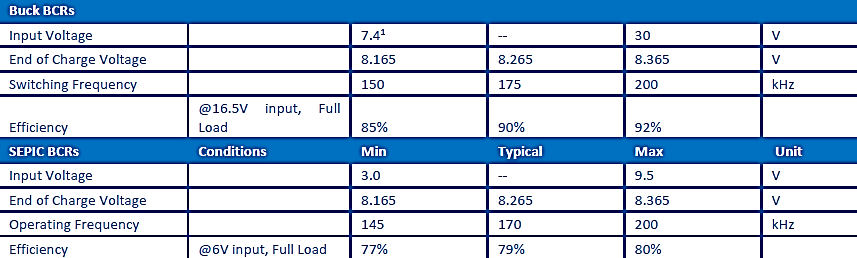 Buck BCRs
Input Voltage 7.4¹ -- 30 V
End of Charge Voltage 8.165 8.265 8.365 V
Switching Frequency 150 175 200 kHz
@16.5V input, Full
Efficiency Load 85% 90% 92%
SEPIC BCRs Conditions Min Typical Max Unit
Input Voltage 3.0 -- 9.5 V
End of Charge Voltage 8.165 8.265 8.365 V
Operating Frequency 145 170 200 kHz
Efficiency @6V input, Full Load 77% 79% 80%